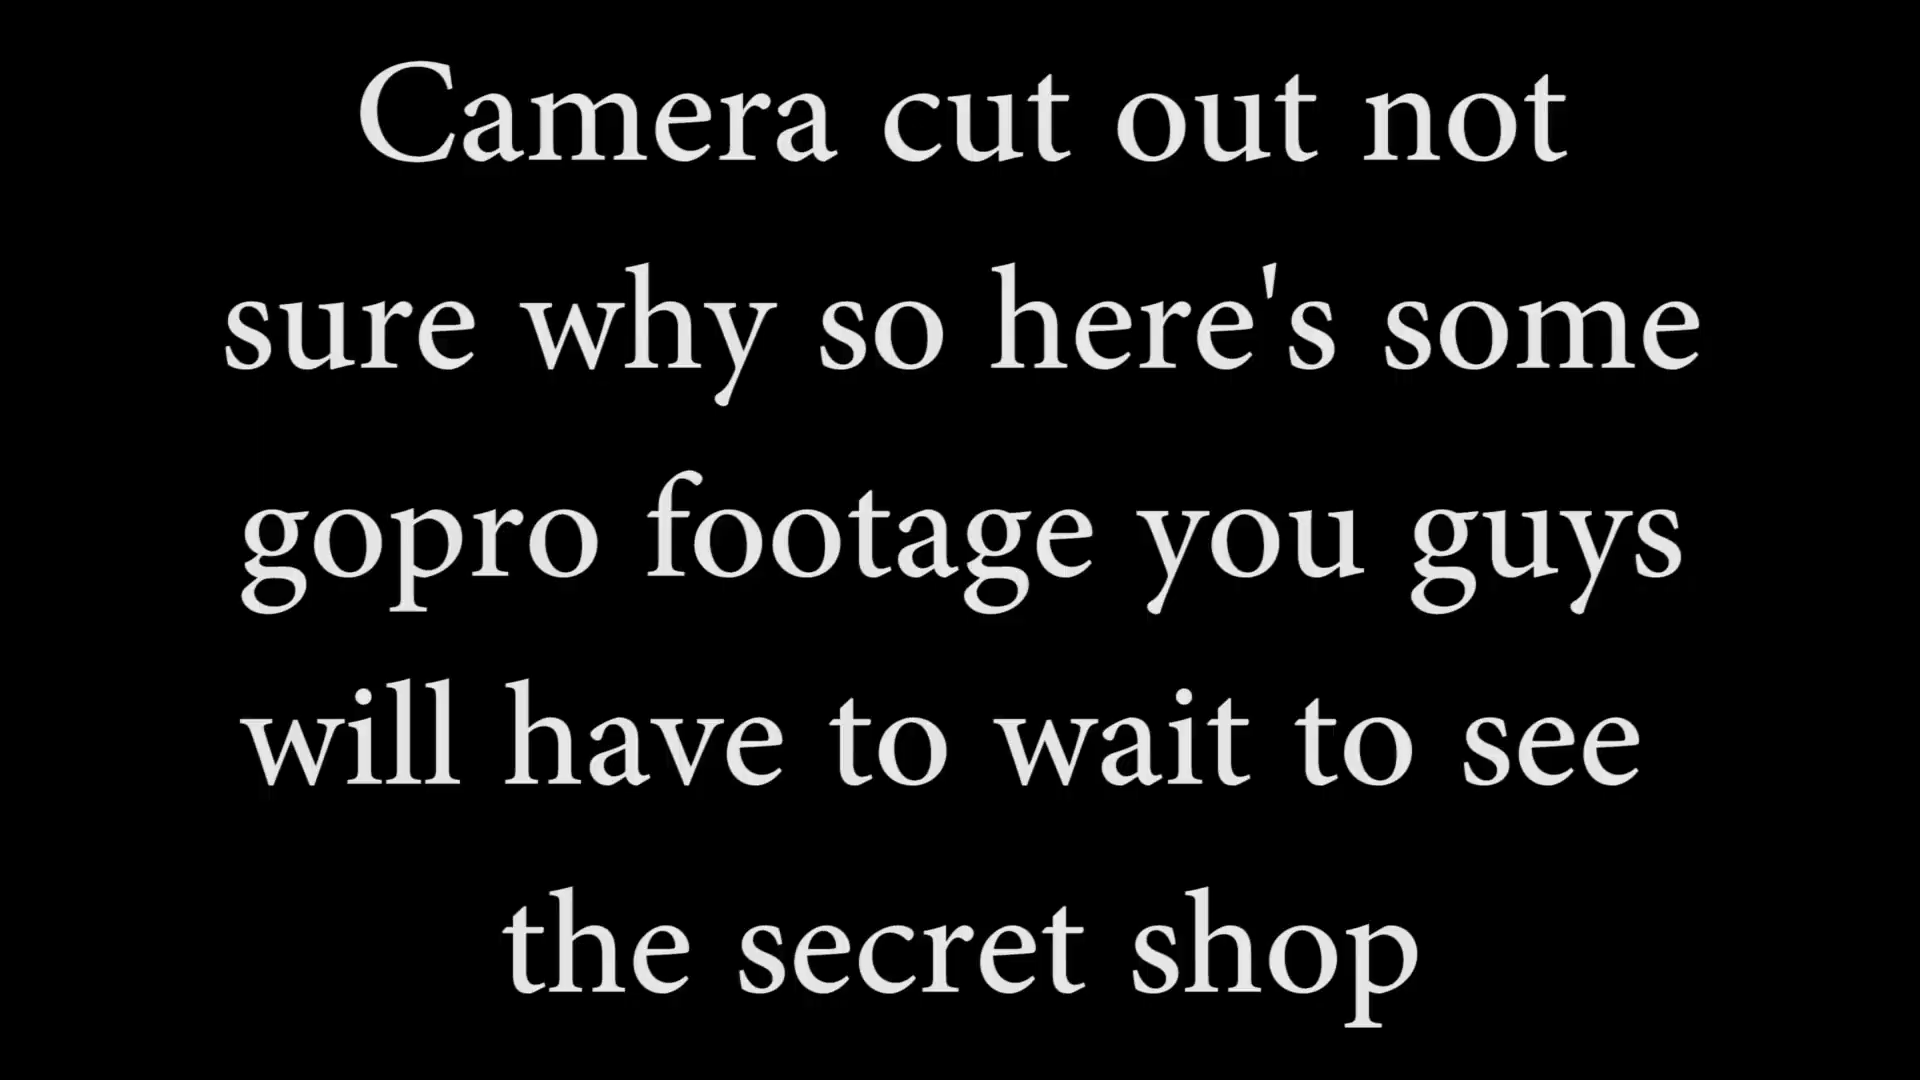 Camera cut out not
sure why so here's some
gopro footage you guys
will have to wait to see
the secret shop